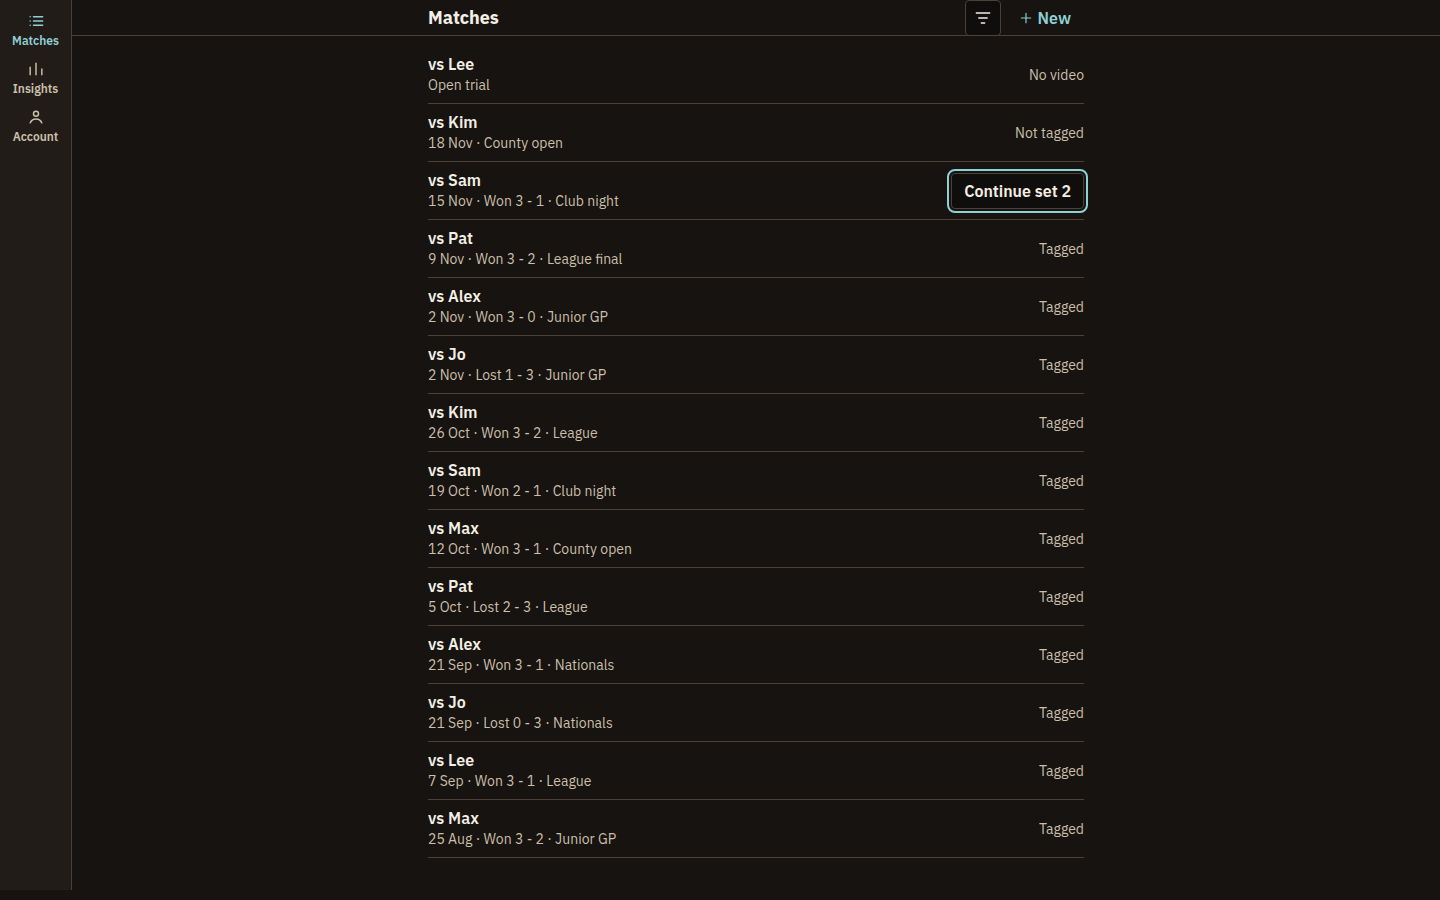 Matches
Insights
Account
Matches
New
vs Lee
Open trial
No video
vs Kim
18 Nov · County open
Not tagged
vs Sam
15 Nov · Won 3 - 1 · Club night
Continue set 2
vs Pat
9 Nov · Won 3 - 2 · League final
Tagged
vs Alex
2 Nov · Won 3 - 0 · Junior GP
Tagged
vs Jo
2 Nov · Lost 1 - 3 · Junior GP
Tagged
vs Kim
26 Oct · Won 3 - 2 · League
Tagged
vs Sam
19 Oct · Won 2 - 1 · Club night
Tagged
vs Max
12 Oct · Won 3 - 1 · County open
Tagged
vs Pat
5 Oct · Lost 2 - 3 · League
Tagged
vs Alex
21 Sep · Won 3 - 1 · Nationals
Tagged
vs Jo
21 Sep · Lost 0 - 3 · Nationals
Tagged
vs Lee
7 Sep · Won 3 - 1 · League
Tagged
vs Max
25 Aug · Won 3 - 2 · Junior GP
Tagged